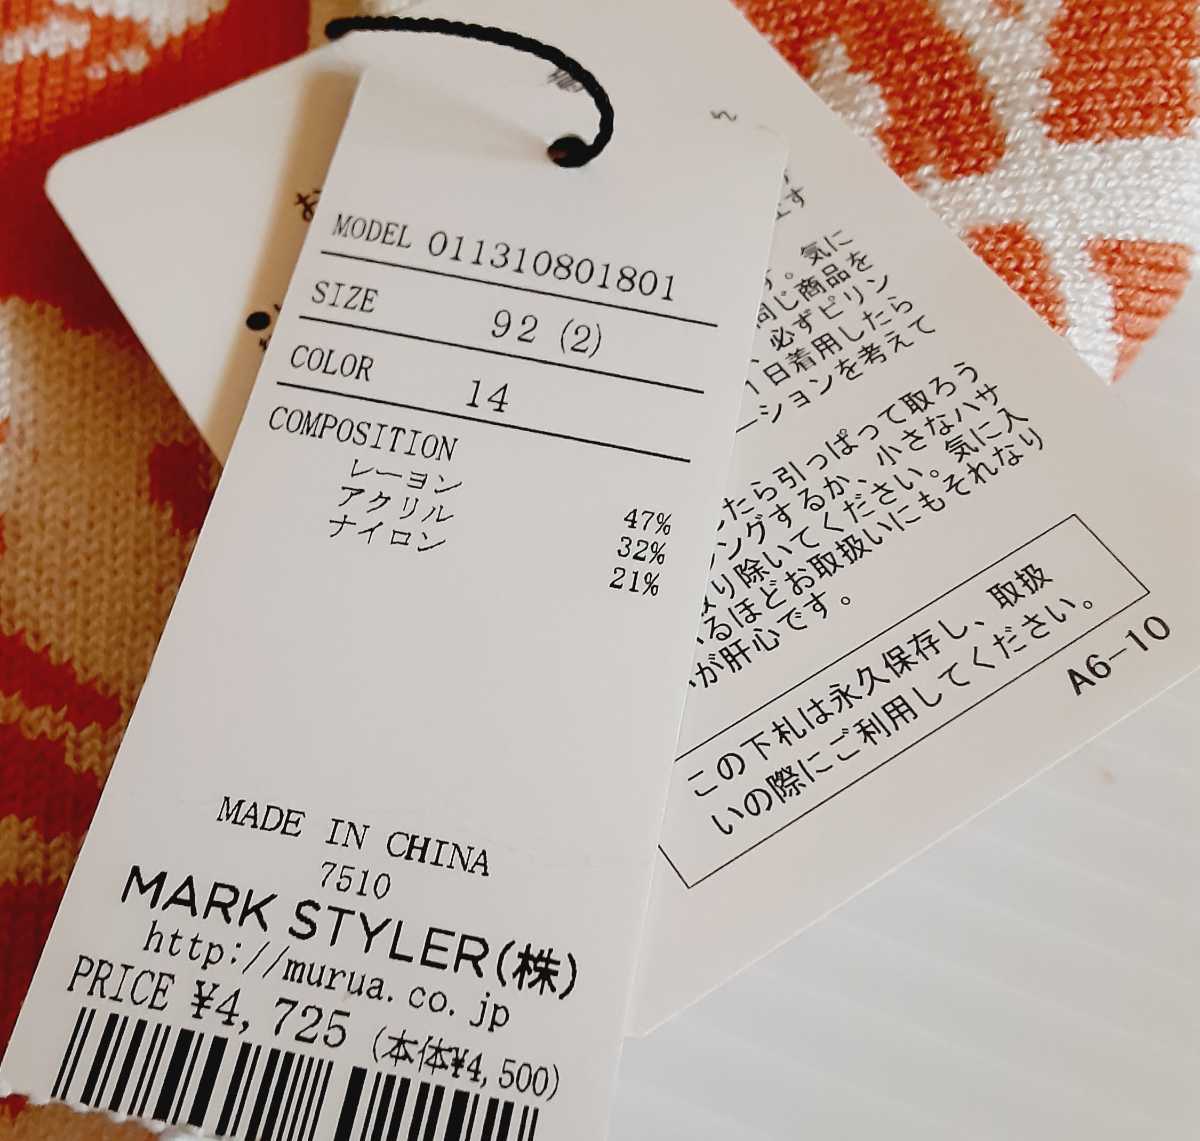 MODEL 011310801801
SIZE 92 (2)
COLOR 14
COMPOSITION
レーヨン 47%
アクリル 32%
ナイロン 21%
MADE IN CHINA
7510
MARK STYLER(株)
http://murua.co.jp
PRICE ¥4,725 (本体¥4,500)
。気に
同じ商品を
、必ずピリン
1日着用したら
ーションを考えて
したら引っぱって取ろう
ングするか、小さなハサ
取り除いてください。気に入
いるほどお取扱いにもそれなり
が肝心です。
この下札は永久保存し、取扱
いの際にご利用してください。
A6-10